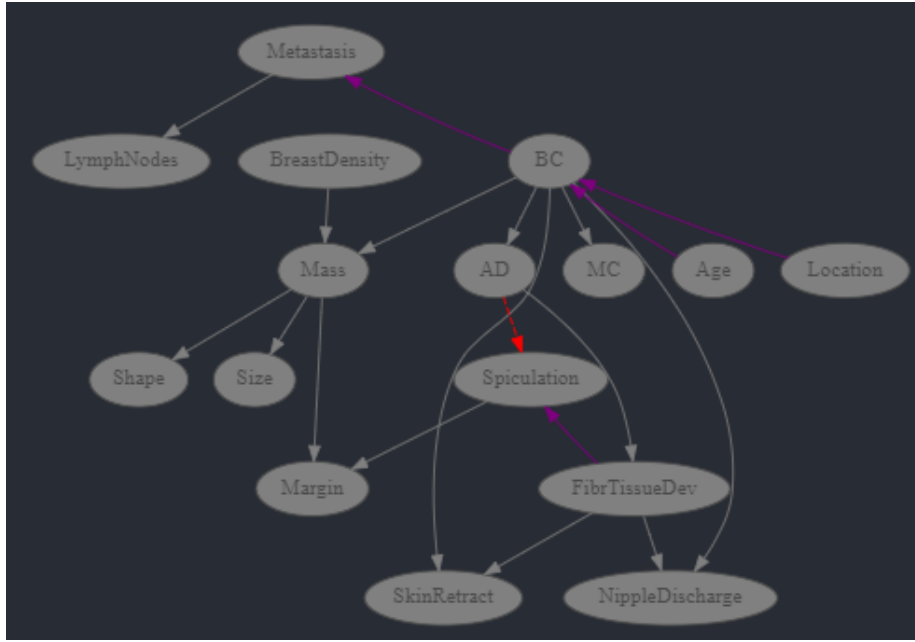 Metastasis
LymphNodes
BreastDensity
BC
Mass
AD
MC
Age
Location
Shape
Size
Spiculation
Margin
FibrTissueDev
SkinRetract
NippleDischarge